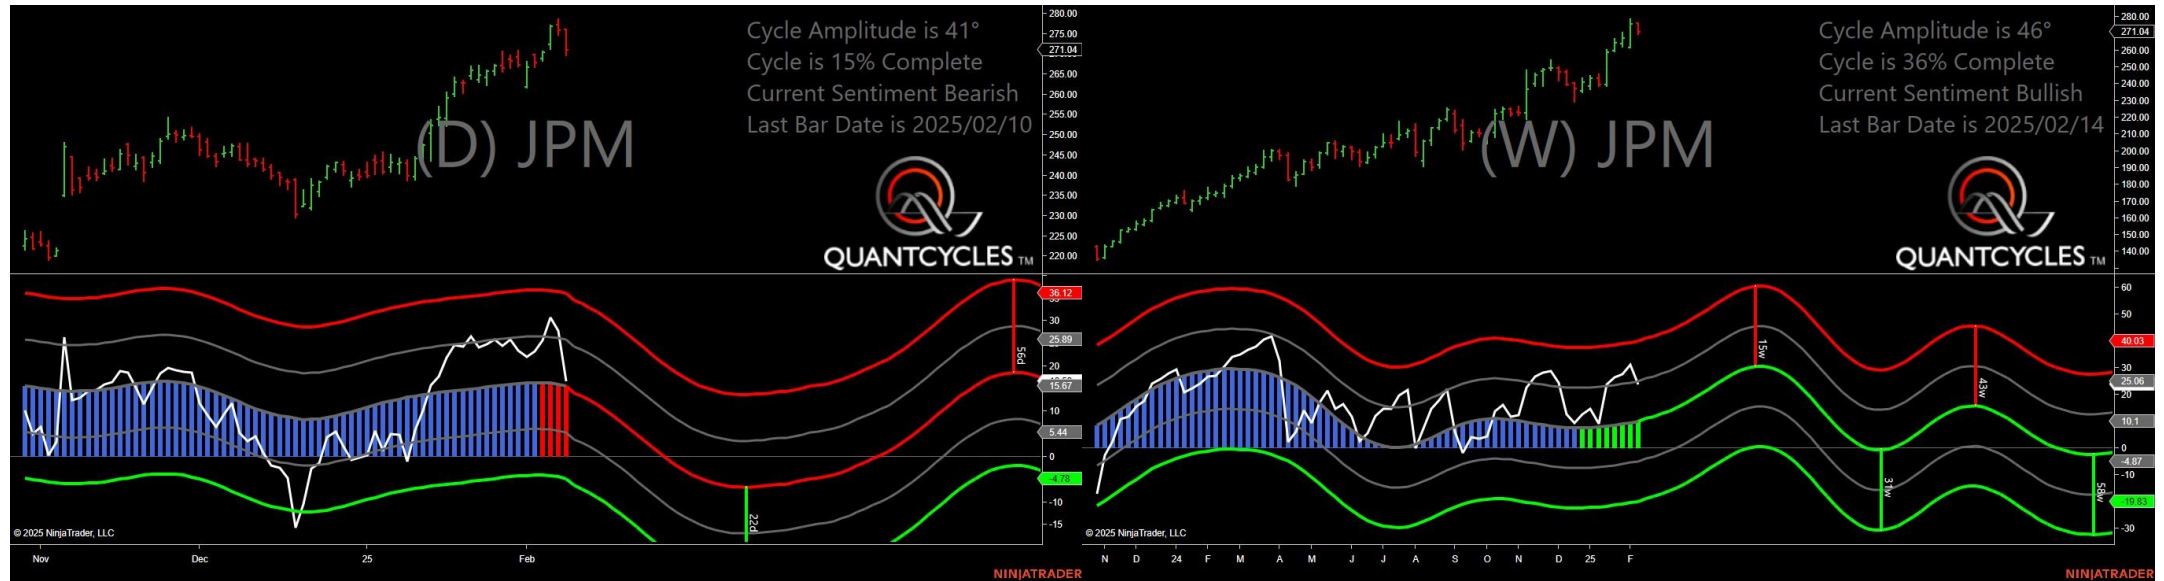 Cycle Amplitude is 41°
Cycle is 15% Complete
Current Sentiment Bearish
Last Bar Date is 2025/02/10
(D) JPM
QUANTCYCLES TM
280.00
275.00
271.04
265.00
260.00
255.00
250.00
245.00
240.00
235.00
230.00
225.00
220.00
36.12
30
25.89
20
15.67
10
5.44
0
-4.78
-10
-15
56d
22d
© 2025 NinjaTrader, LLC
Nov Dec 25 Feb
NINJATRADER
Cycle Amplitude is 46°
Cycle is 36% Complete
Current Sentiment Bullish
Last Bar Date is 2025/02/14
(W) JPM
QUANTCYCLES TM
280.00
271.04
260.00
250.00
240.00
230.00
220.00
210.00
200.00
190.00
180.00
170.00
160.00
150.00
140.00
60
50
40.03
30
25.06
20
10.1
0
-4.87
-10
-19.83
-30
15w
43w
31w
58w
© 2025 NinjaTrader, LLC
N D 24 F M A M J J A S O N D 25 F
NINJATRADER